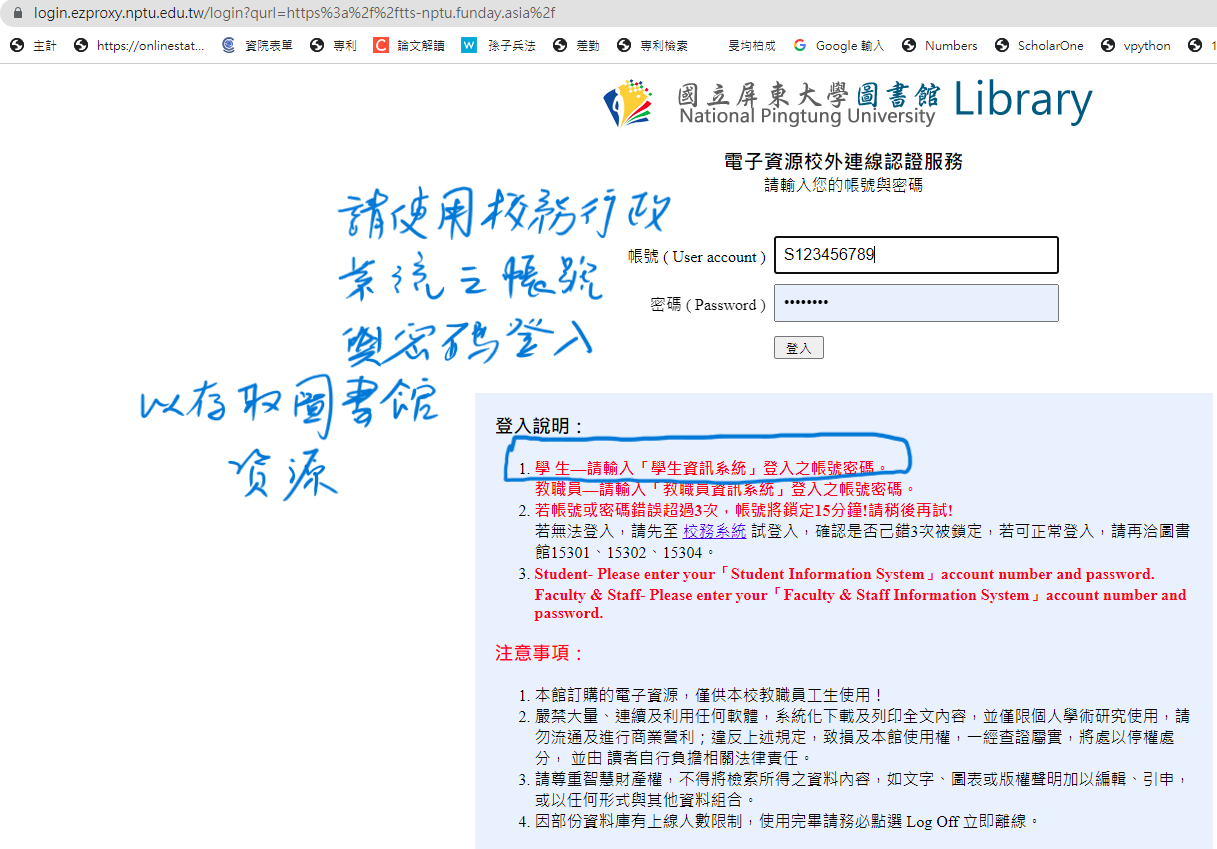 login.ezproxy.nptu.edu.tw/login?qurl=https%3a%2f%2ftts-nptu.funday.asia%2f
主計 https://onlinestat... 資院表單 專利 論文解讀 孫子兵法 差勤 專利檢索 旻均柏成 Google 輸入 Numbers ScholarOne vpython 1
國立屏東大學圖書館 Library
National Pingtung University
電子資源校外連線認證服務
請輸入您的帳號與密碼
請使用校務行政
系統之帳號
與密碼登入
以存取圖書館
資源
帳號 ( User account ) S123456789
密碼 ( Password ) ••••••••
登入
登入說明：
1. 學 生—請輸入「學生資訊系統」登入之帳號密碼。
教職員—請輸入「教職員資訊系統」登入之帳號密碼。
2. 若帳號或密碼錯誤超過3次，帳號將鎖定15分鐘!請稍後再試!
若無法登入，請先至 校務系統 試登入，確認是否己錯3次被鎖定，若可正常登入，請再洽圖書
館15301、15302、15304。
3. Student- Please enter your「Student Information System」account number and password.
Faculty & Staff- Please enter your「Faculty & Staff Information System」account number and
password.
注意事項：
1. 本館訂購的電子資源，僅供本校教職員工生使用！
2. 嚴禁大量、連續及利用任何軟體，系統化下載及列印全文內容，並僅限個人學術研究使用，請
勿流通及進行商業營利；違反上述規定，致損及本館使用權，一經查證屬實，將處以停權處
分， 並由 讀者自行負擔相關法律責任。
3. 請尊重智慧財產權，不得將檢索所得之資料內容，如文字、圖表或版權聲明加以編輯、引申，
或以任何形式與其他資料組合。
4. 因部份資料庫有上線人數限制，使用完畢請務必點選 Log Off 立即離線。